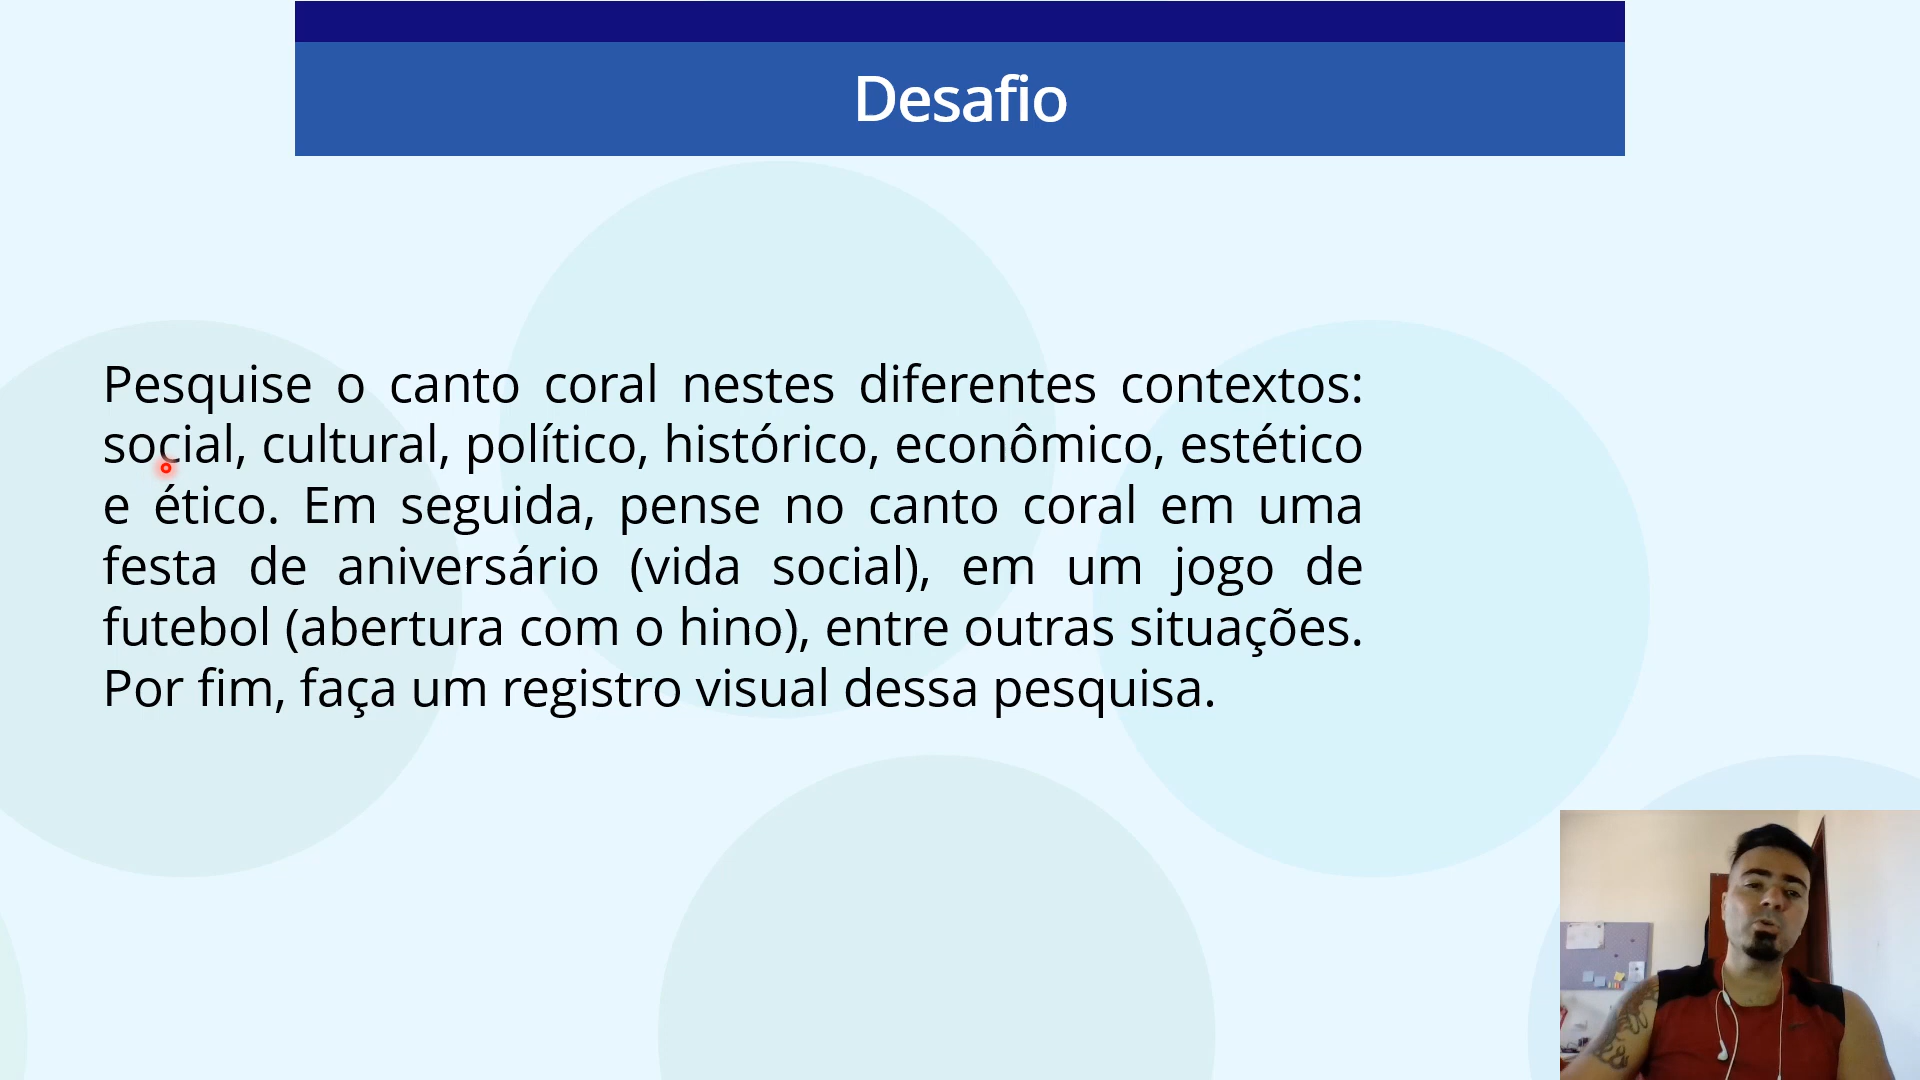 Desafio
Pesquise o canto coral nestes diferentes contextos:
social, cultural, político, histórico, econômico, estético
e ético. Em seguida, pense no canto coral em uma
festa de aniversário (vida social), em um jogo de
futebol (abertura com o hino), entre outras situações.
Por fim, faça um registro visual dessa pesquisa.